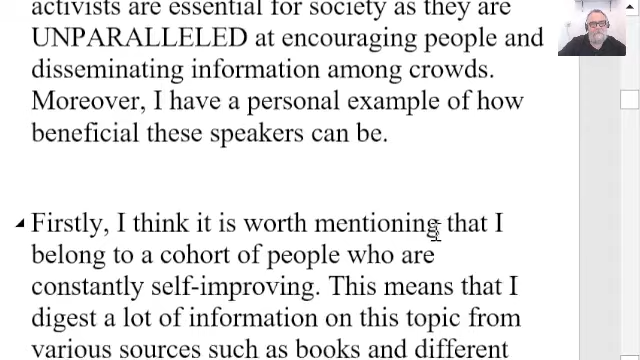 activists are essential for society as they are
UNPARALLELED at encouraging people and
disseminating information among crowds.
Moreover, I have a personal example of how
beneficial these speakers can be.
Firstly, I think it is worth mentioning that I
belong to a cohort of people who are
constantly self-improving. This means that I
digest a lot of information on this topic from
various sources such as books and different